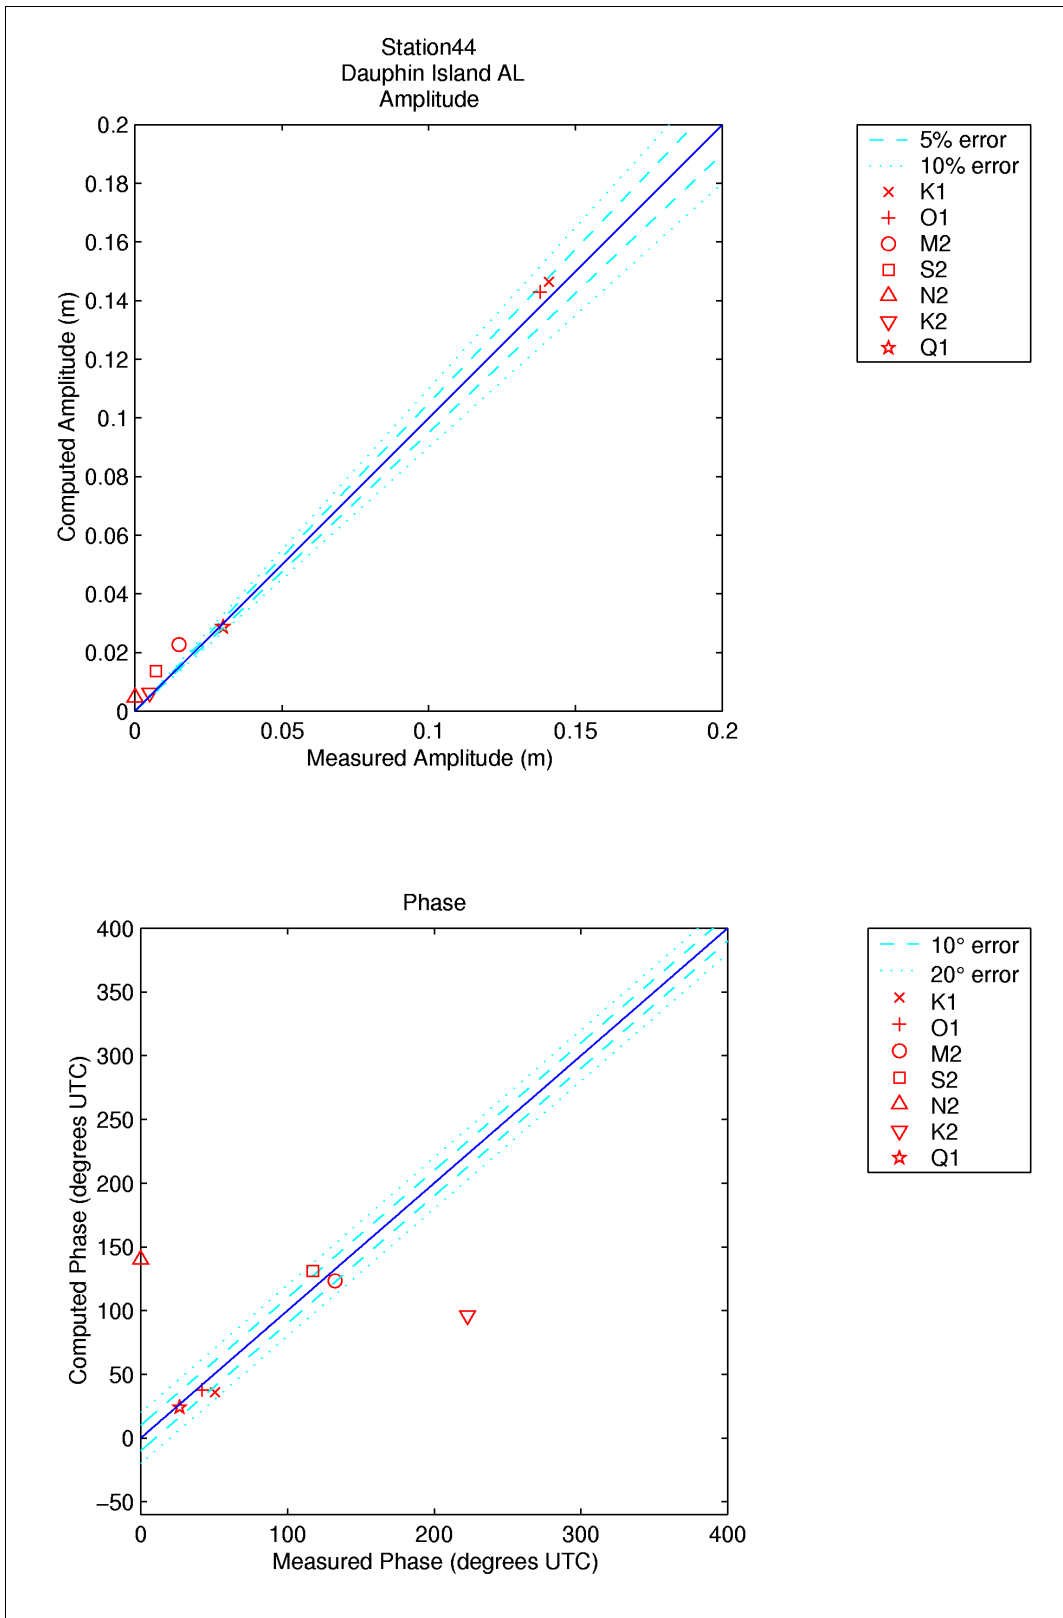 Station44
Dauphin Island AL
Amplitude
0.2
0.18
0.16
0.14
0.12
0.1
0.08
0.06
0.04
0.02
0
Computed Amplitude (m)
0
0.05
0.1
0.15
0.2
Measured Amplitude (m)
5% error
10% error
K1
O1
M2
S2
N2
K2
Q1
Phase
400
350
300
250
200
150
100
50
0
−50
Computed Phase (degrees UTC)
0
100
200
300
400
Measured Phase (degrees UTC)
10° error
20° error
K1
O1
M2
S2
N2
K2
Q1